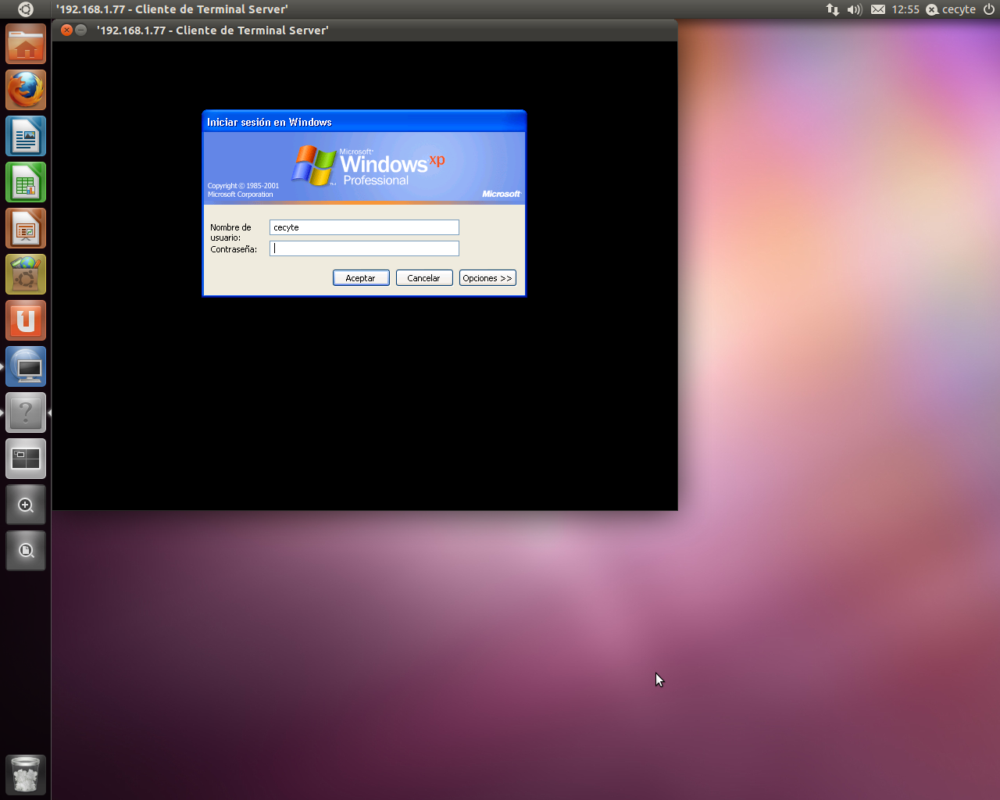 '192.168.1.77 - Cliente de Terminal Server'
12:55 cecyte
'192.168.1.77 - Cliente de Terminal Server'
Iniciar sesión en Windows
Microsoft®
Windows xp
Professional
Copyright © 1985-2001
Microsoft Corporation
Microsoft®
Nombre de
usuario:
cecyte
Contraseña:
Aceptar
Cancelar
Opciones >>